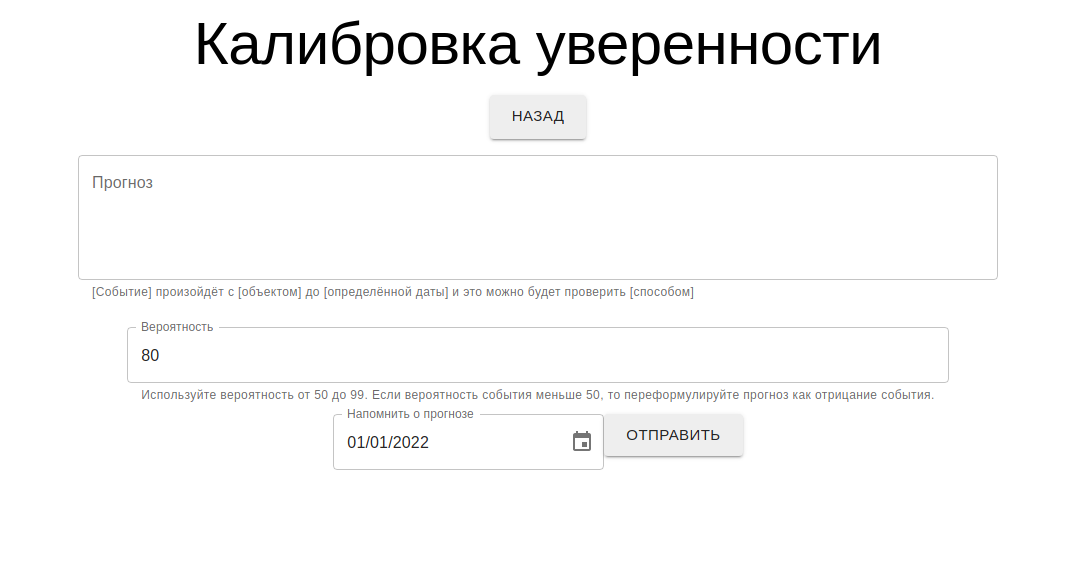 Калибровка уверенности
НАЗАД
Прогноз
[Событие] произойдёт с [объектом] до [определённой даты] и это можно будет проверить [способом]
Вероятность
80
Используйте вероятность от 50 до 99. Если вероятность события меньше 50, то переформулируйте прогноз как отрицание события.
Напомнить о прогнозе
01/01/2022
ОТПРАВИТЬ